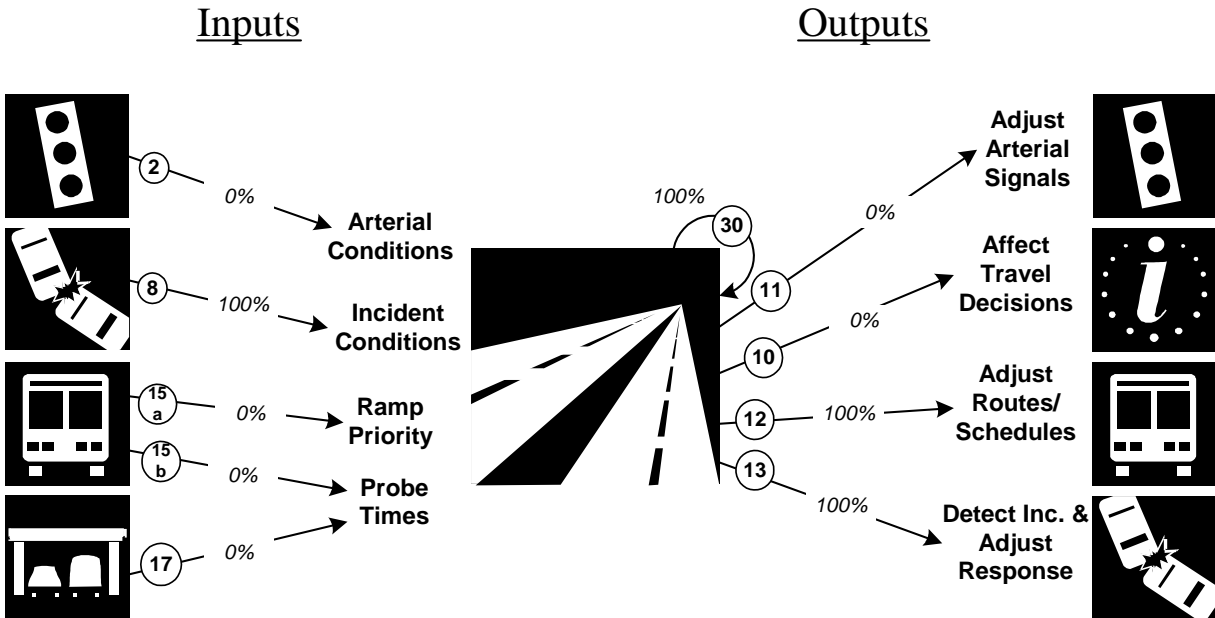 Inputs
Outputs
2
0%
Arterial
Conditions
8
100%
Incident
Conditions
15
a
0%
Ramp
Priority
15
b
0%
Probe
Times
17
0%
100%
30
11
0%
Adjust
Arterial
Signals
10
0%
Affect
Travel
Decisions
i
12
100%
Adjust
Routes/
Schedules
13
100%
Detect Inc. &
Adjust
Response